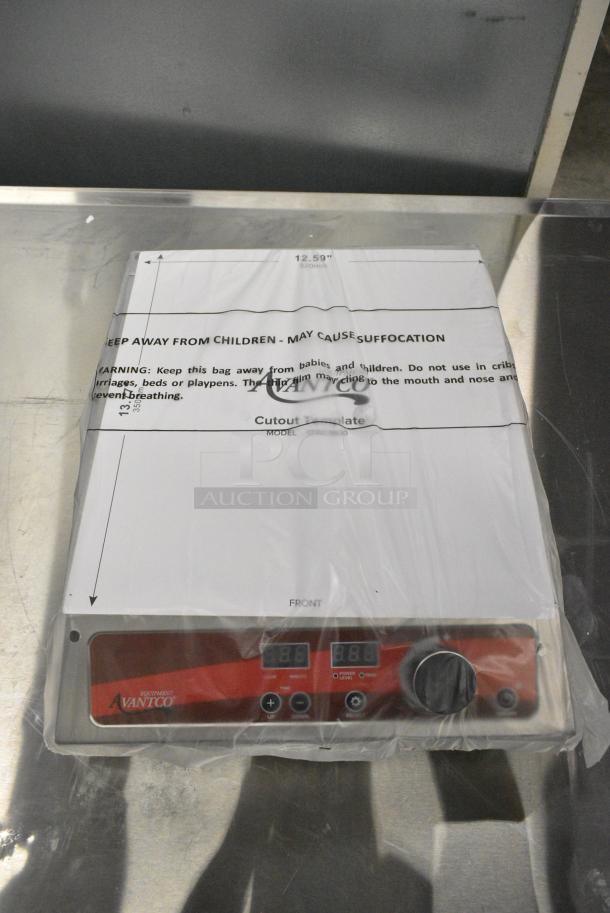 12.59"
KEEP AWAY FROM CHILDREN - MAY CAUSE SUFFOCATION
WARNING: Keep this bag away from babies and children. Do not use in cribs,
carriages, beds or playpens. The thin film may cling to the mouth and nose and
prevent breathing.
AVANTCO
Cutout Template
MODEL
PCI
AUCTION GROUP
FRONT
EQUIPMENT
AVANTCO
POWER
LEVEL